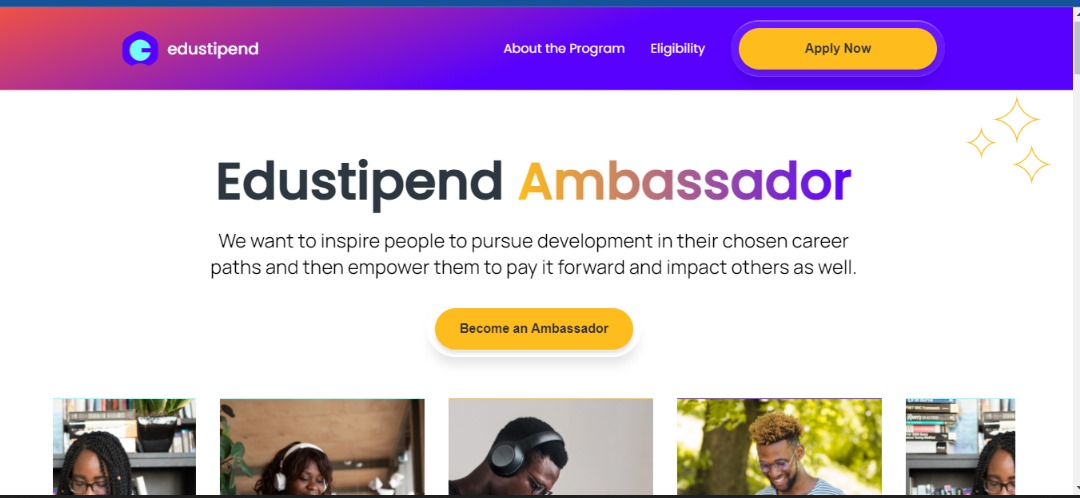 edustipend
About the Program
Eligibility
Apply Now
Edustipend Ambassador
We want to inspire people to pursue development in their chosen career
paths and then empower them to pay it forward and impact others as well.
Become an Ambassador